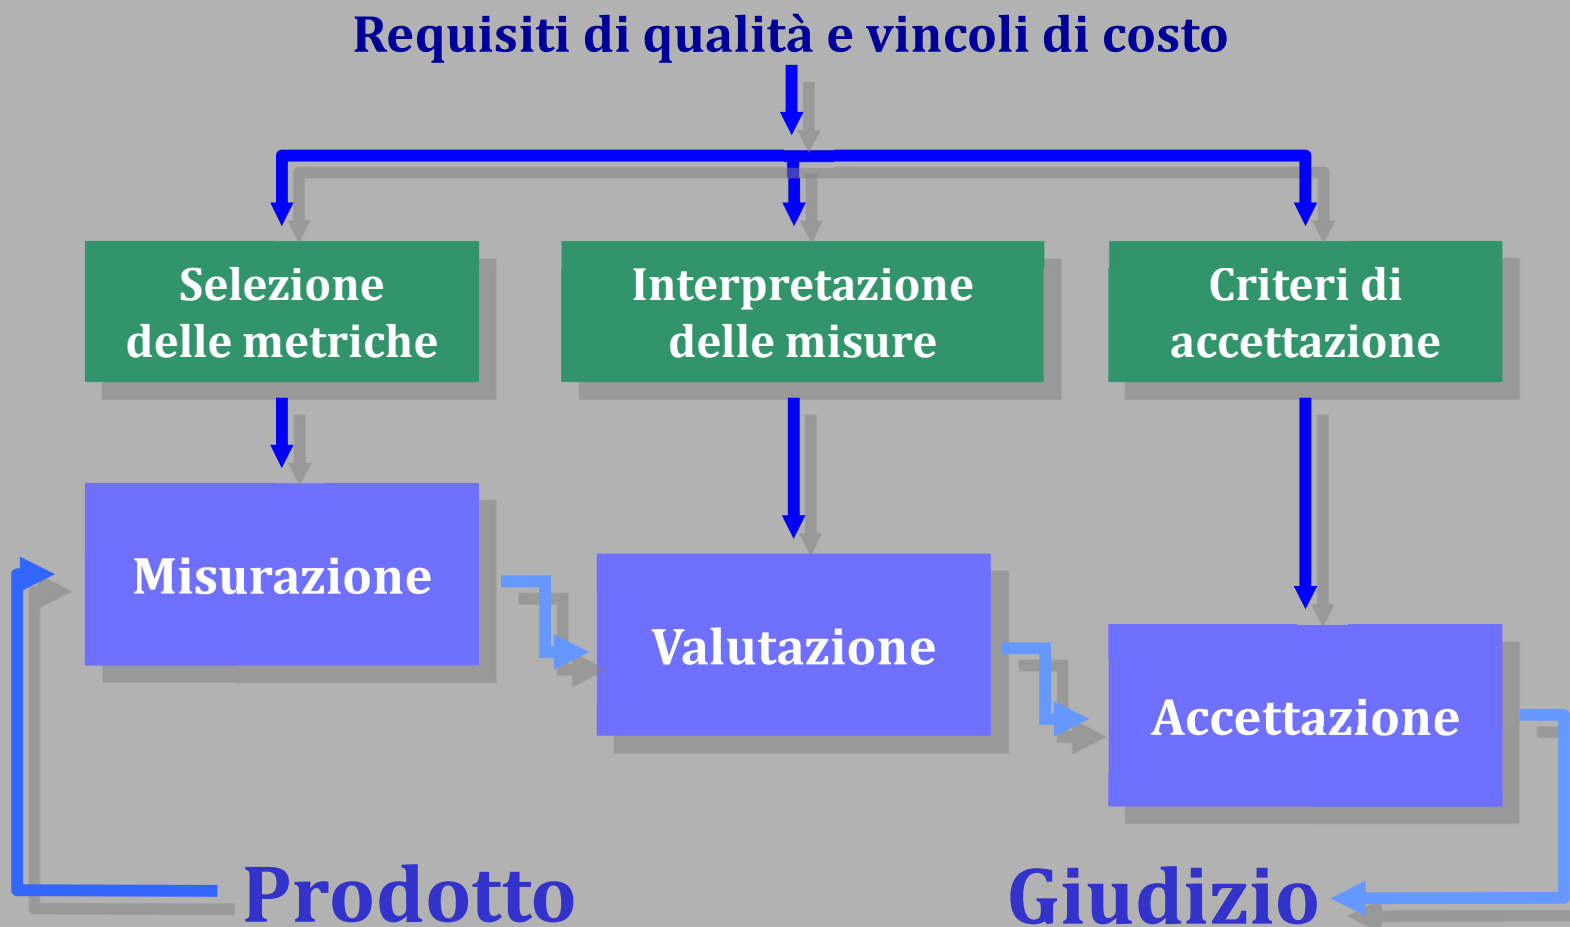 Requisiti di qualità e vincoli di costo
Selezione
delle metriche
Interpretazione
delle misure
Criteri di
accettazione
Misurazione
Valutazione
Accettazione
Prodotto
Giudizio